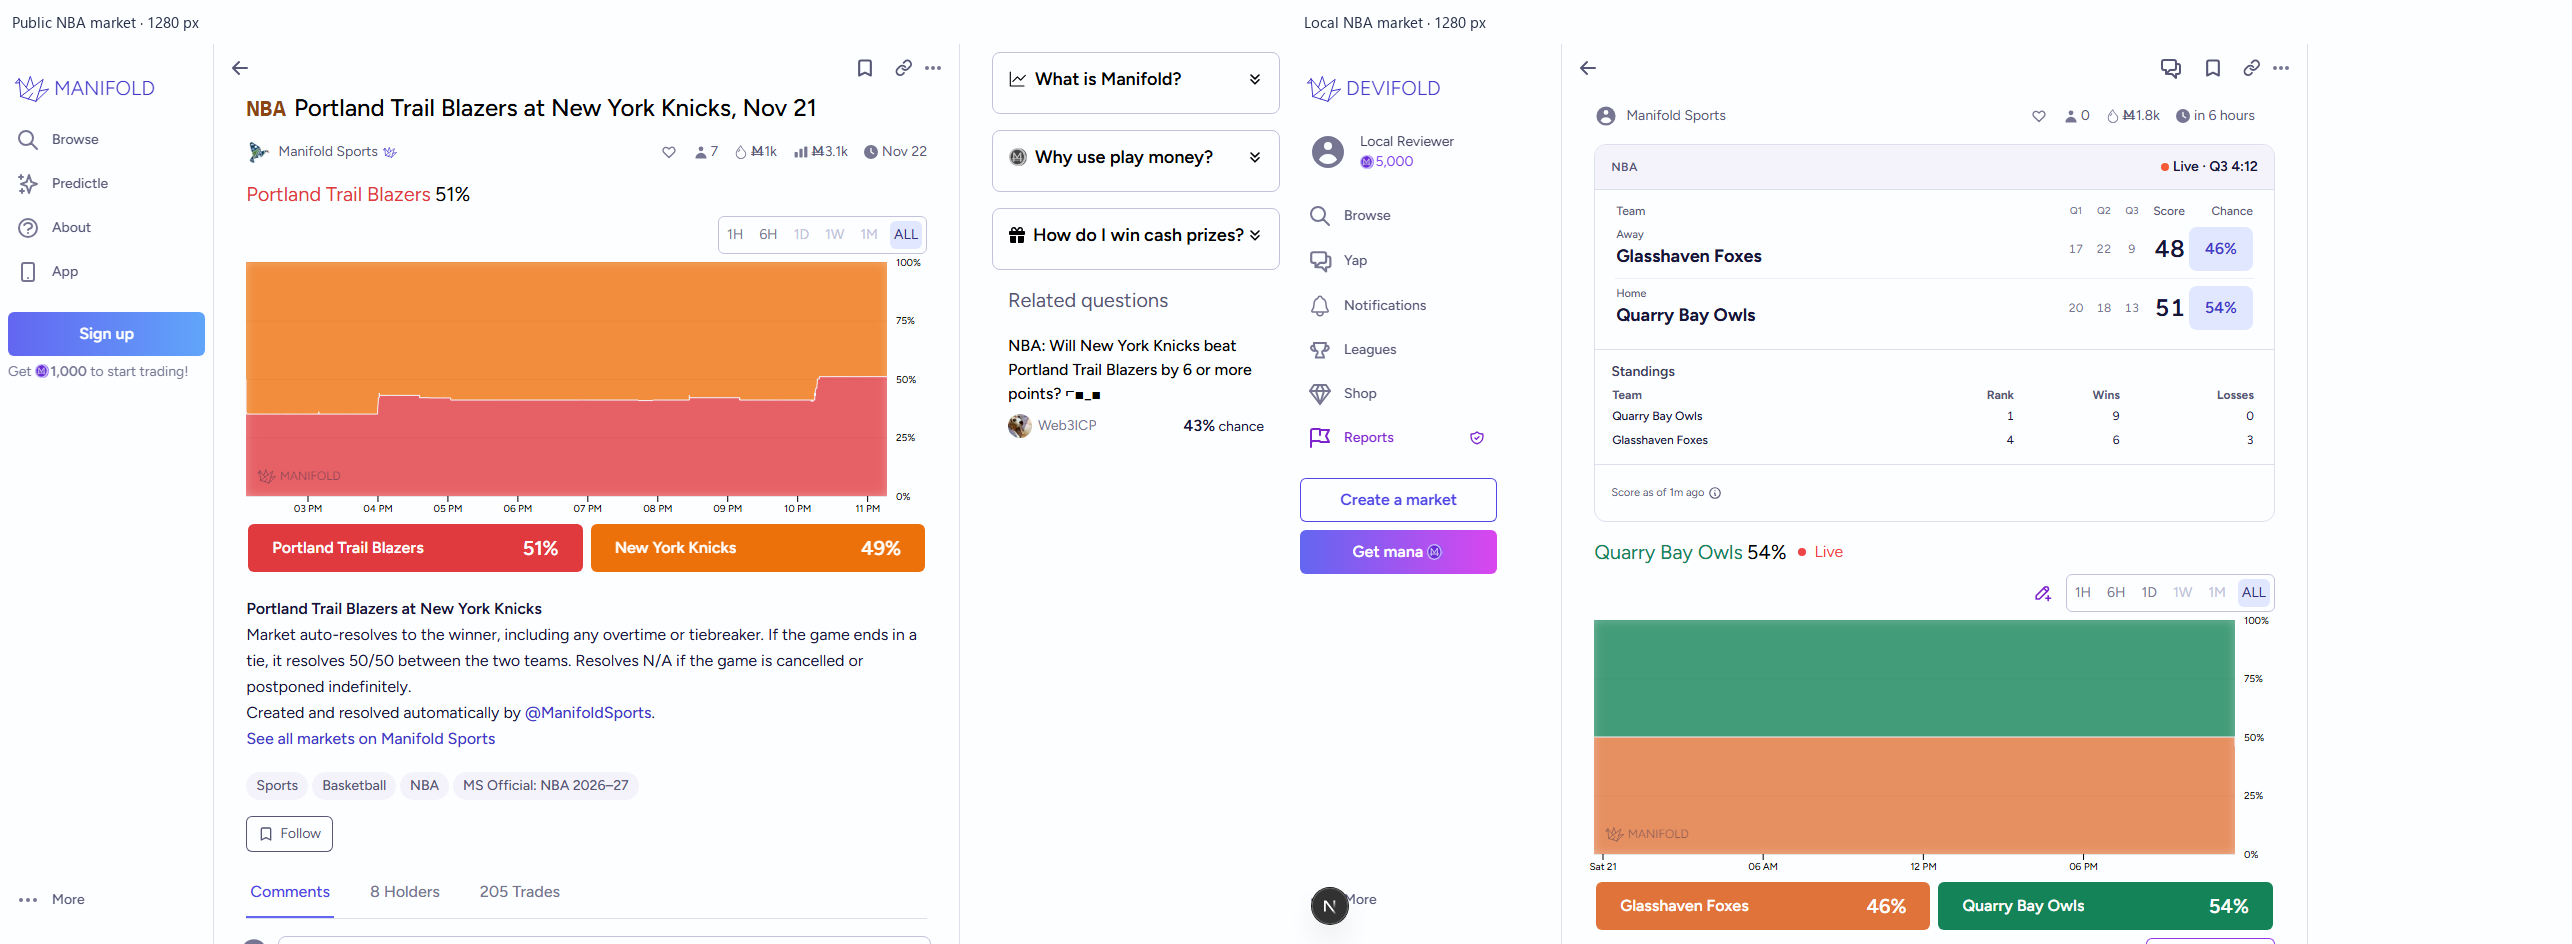 Public NBA market · 1280 px
MANIFOLD
Browse
Predictle
About
App
Sign up
Get 1,000 to start trading!
More
NBA Portland Trail Blazers at New York Knicks, Nov 21
Manifold Sports
7 Ṁ1k Ṁ3.1k Nov 22
Portland Trail Blazers 51%
1H 6H 1D 1W 1M ALL
100%
75%
50%
25%
0%
MANIFOLD
03 PM 04 PM 05 PM 06 PM 07 PM 08 PM 09 PM 10 PM 11 PM
Portland Trail Blazers 51%
New York Knicks 49%
Portland Trail Blazers at New York Knicks
Market auto-resolves to the winner, including any overtime or tiebreaker. If the game ends in a
tie, it resolves 50/50 between the two teams. Resolves N/A if the game is cancelled or
postponed indefinitely.
Created and resolved automatically by @ManifoldSports.
See all markets on Manifold Sports
Sports Basketball NBA MS Official: NBA 2026–27
Follow
Comments 8 Holders 205 Trades
What is Manifold?
Why use play money?
How do I win cash prizes?
Related questions
NBA: Will New York Knicks beat
Portland Trail Blazers by 6 or more
points? ⌐■_■
Web3ICP 43% chance
Local NBA market · 1280 px
DEVIFOLD
Local Reviewer
5,000
Browse
Yap
Notifications
Leagues
Shop
Reports
Create a market
Get mana
N
More
Manifold Sports
0 Ṁ1.8k in 6 hours
NBA Live · Q3 4:12
Team Q1 Q2 Q3 Score Chance
Away
Glasshaven Foxes 17 22 9 48 46%
Home
Quarry Bay Owls 20 18 13 51 54%
Standings
Team Rank Wins Losses
Quarry Bay Owls 1 9 0
Glasshaven Foxes 4 6 3
Score as of 1m ago
Quarry Bay Owls 54% Live
1H 6H 1D 1W 1M ALL
100%
75%
50%
25%
0%
MANIFOLD
Sat 21 06 AM 12 PM 06 PM
Glasshaven Foxes 46%
Quarry Bay Owls 54%